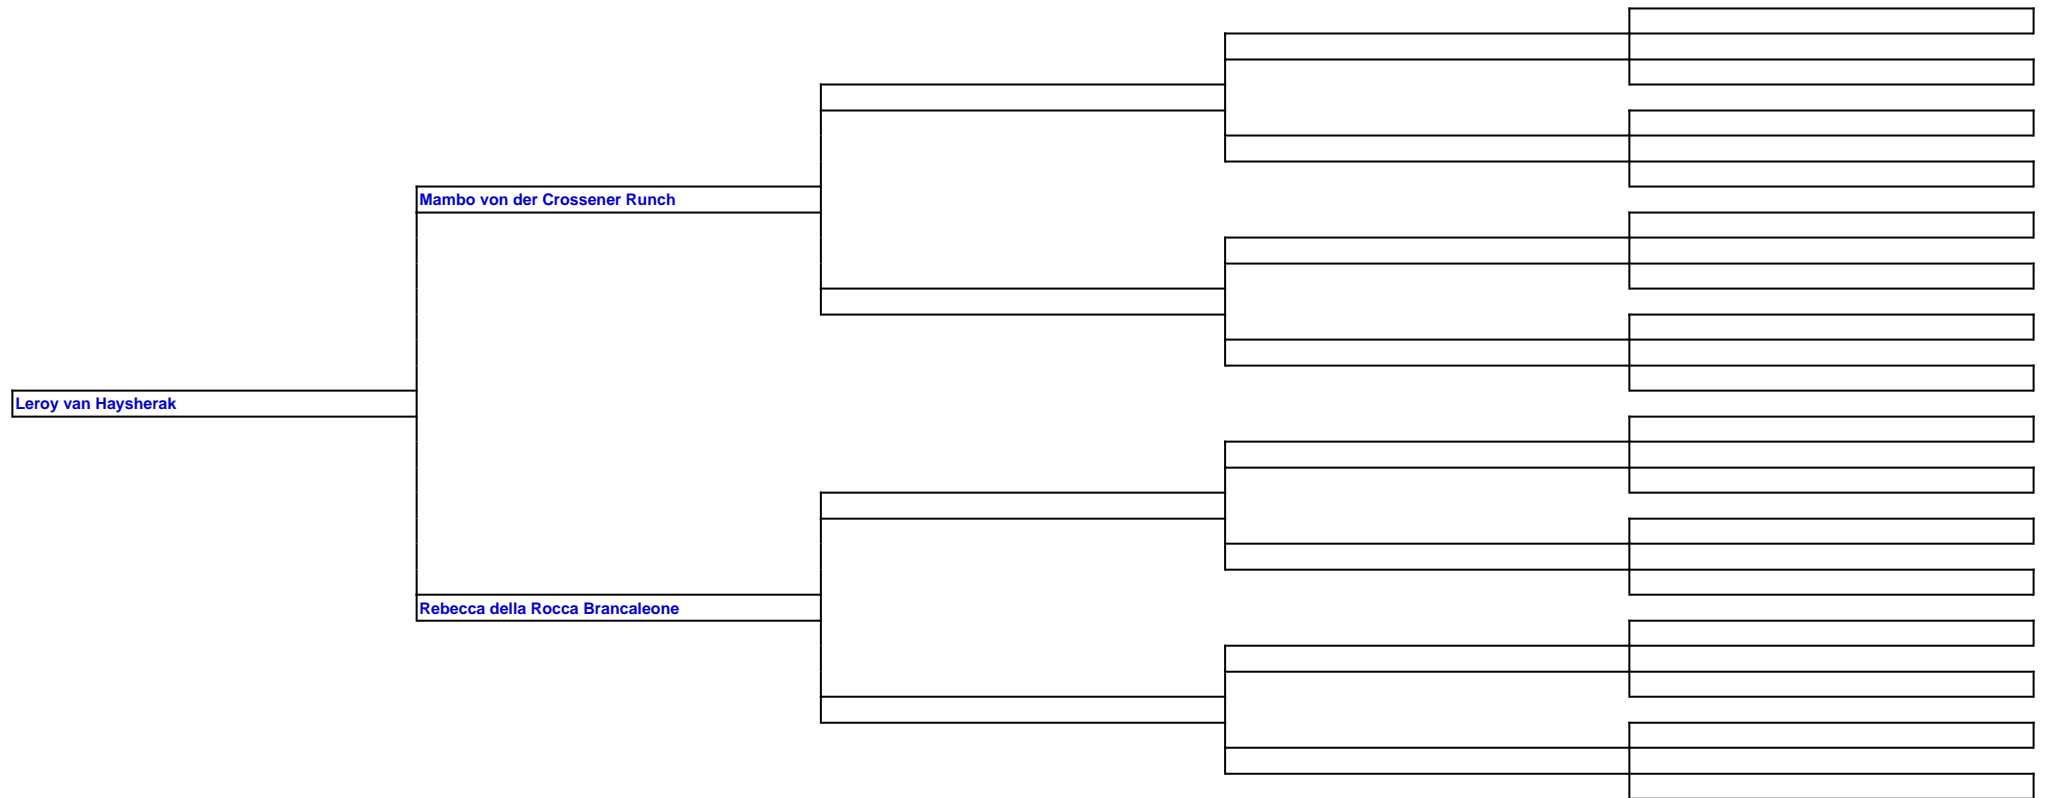 Mambo von der Crossener Runch
Leroy van Haysherak
Rebecca della Rocca Brancaleone